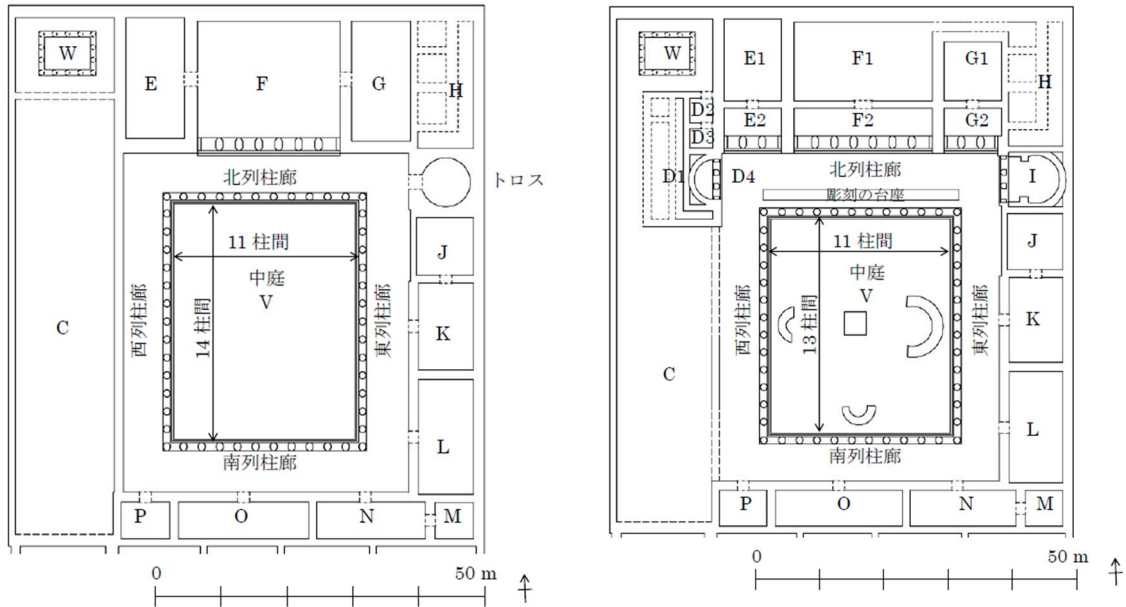 W
E
F
G
H
北列柱廊
トロス
11 柱間
中庭
V
14 柱間
西列柱廊
東列柱廊
C
J
K
L
南列柱廊
P
O
N
M
0
50 m
W
E1
F1
G1
H
D2
E2
F2
G2
D3
D1
D4
北列柱廊
I
彫刻の台座
11 柱間
中庭
V
13 柱間
西列柱廊
東列柱廊
C
J
K
L
南列柱廊
P
O
N
M
0
50 m